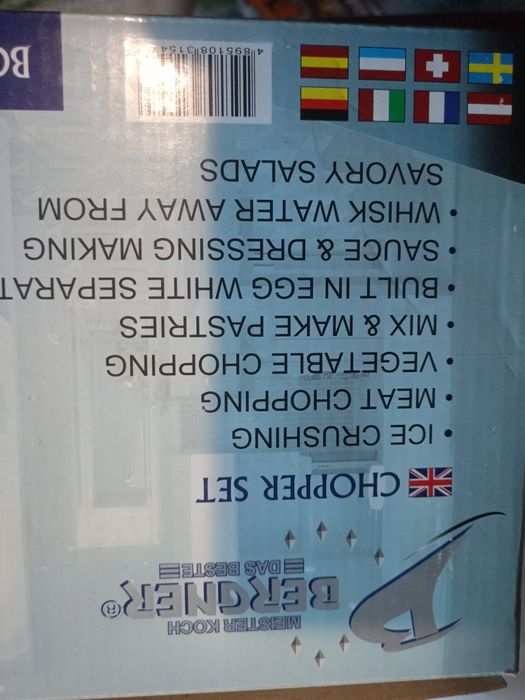 MEISTER KOCH
BERGNER®
DAS BESTE
CHOPPER SET
• ICE CRUSHING
• MEAT CHOPPING
• VEGETABLE CHOPPING
• MIX & MAKE PASTRIES
• BUILT IN EGG WHITE SEPARAT
• SAUCE & DRESSING MAKING
• WHISK WATER AWAY FROM
SAVORY SALADS